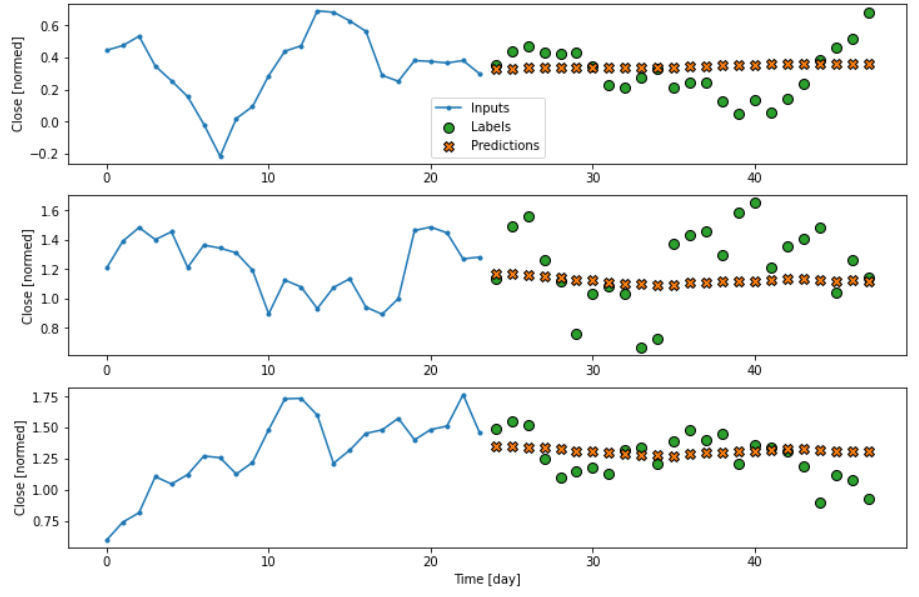 0.6
0.4
0.2
0.0
−0.2
Close [normed]
Inputs
Labels
Predictions
0 10 20 30 40
1.6
1.4
1.2
1.0
0.8
Close [normed]
0 10 20 30 40
1.75
1.50
1.25
1.00
0.75
Close [normed]
0 10 20 30 40
Time [day]